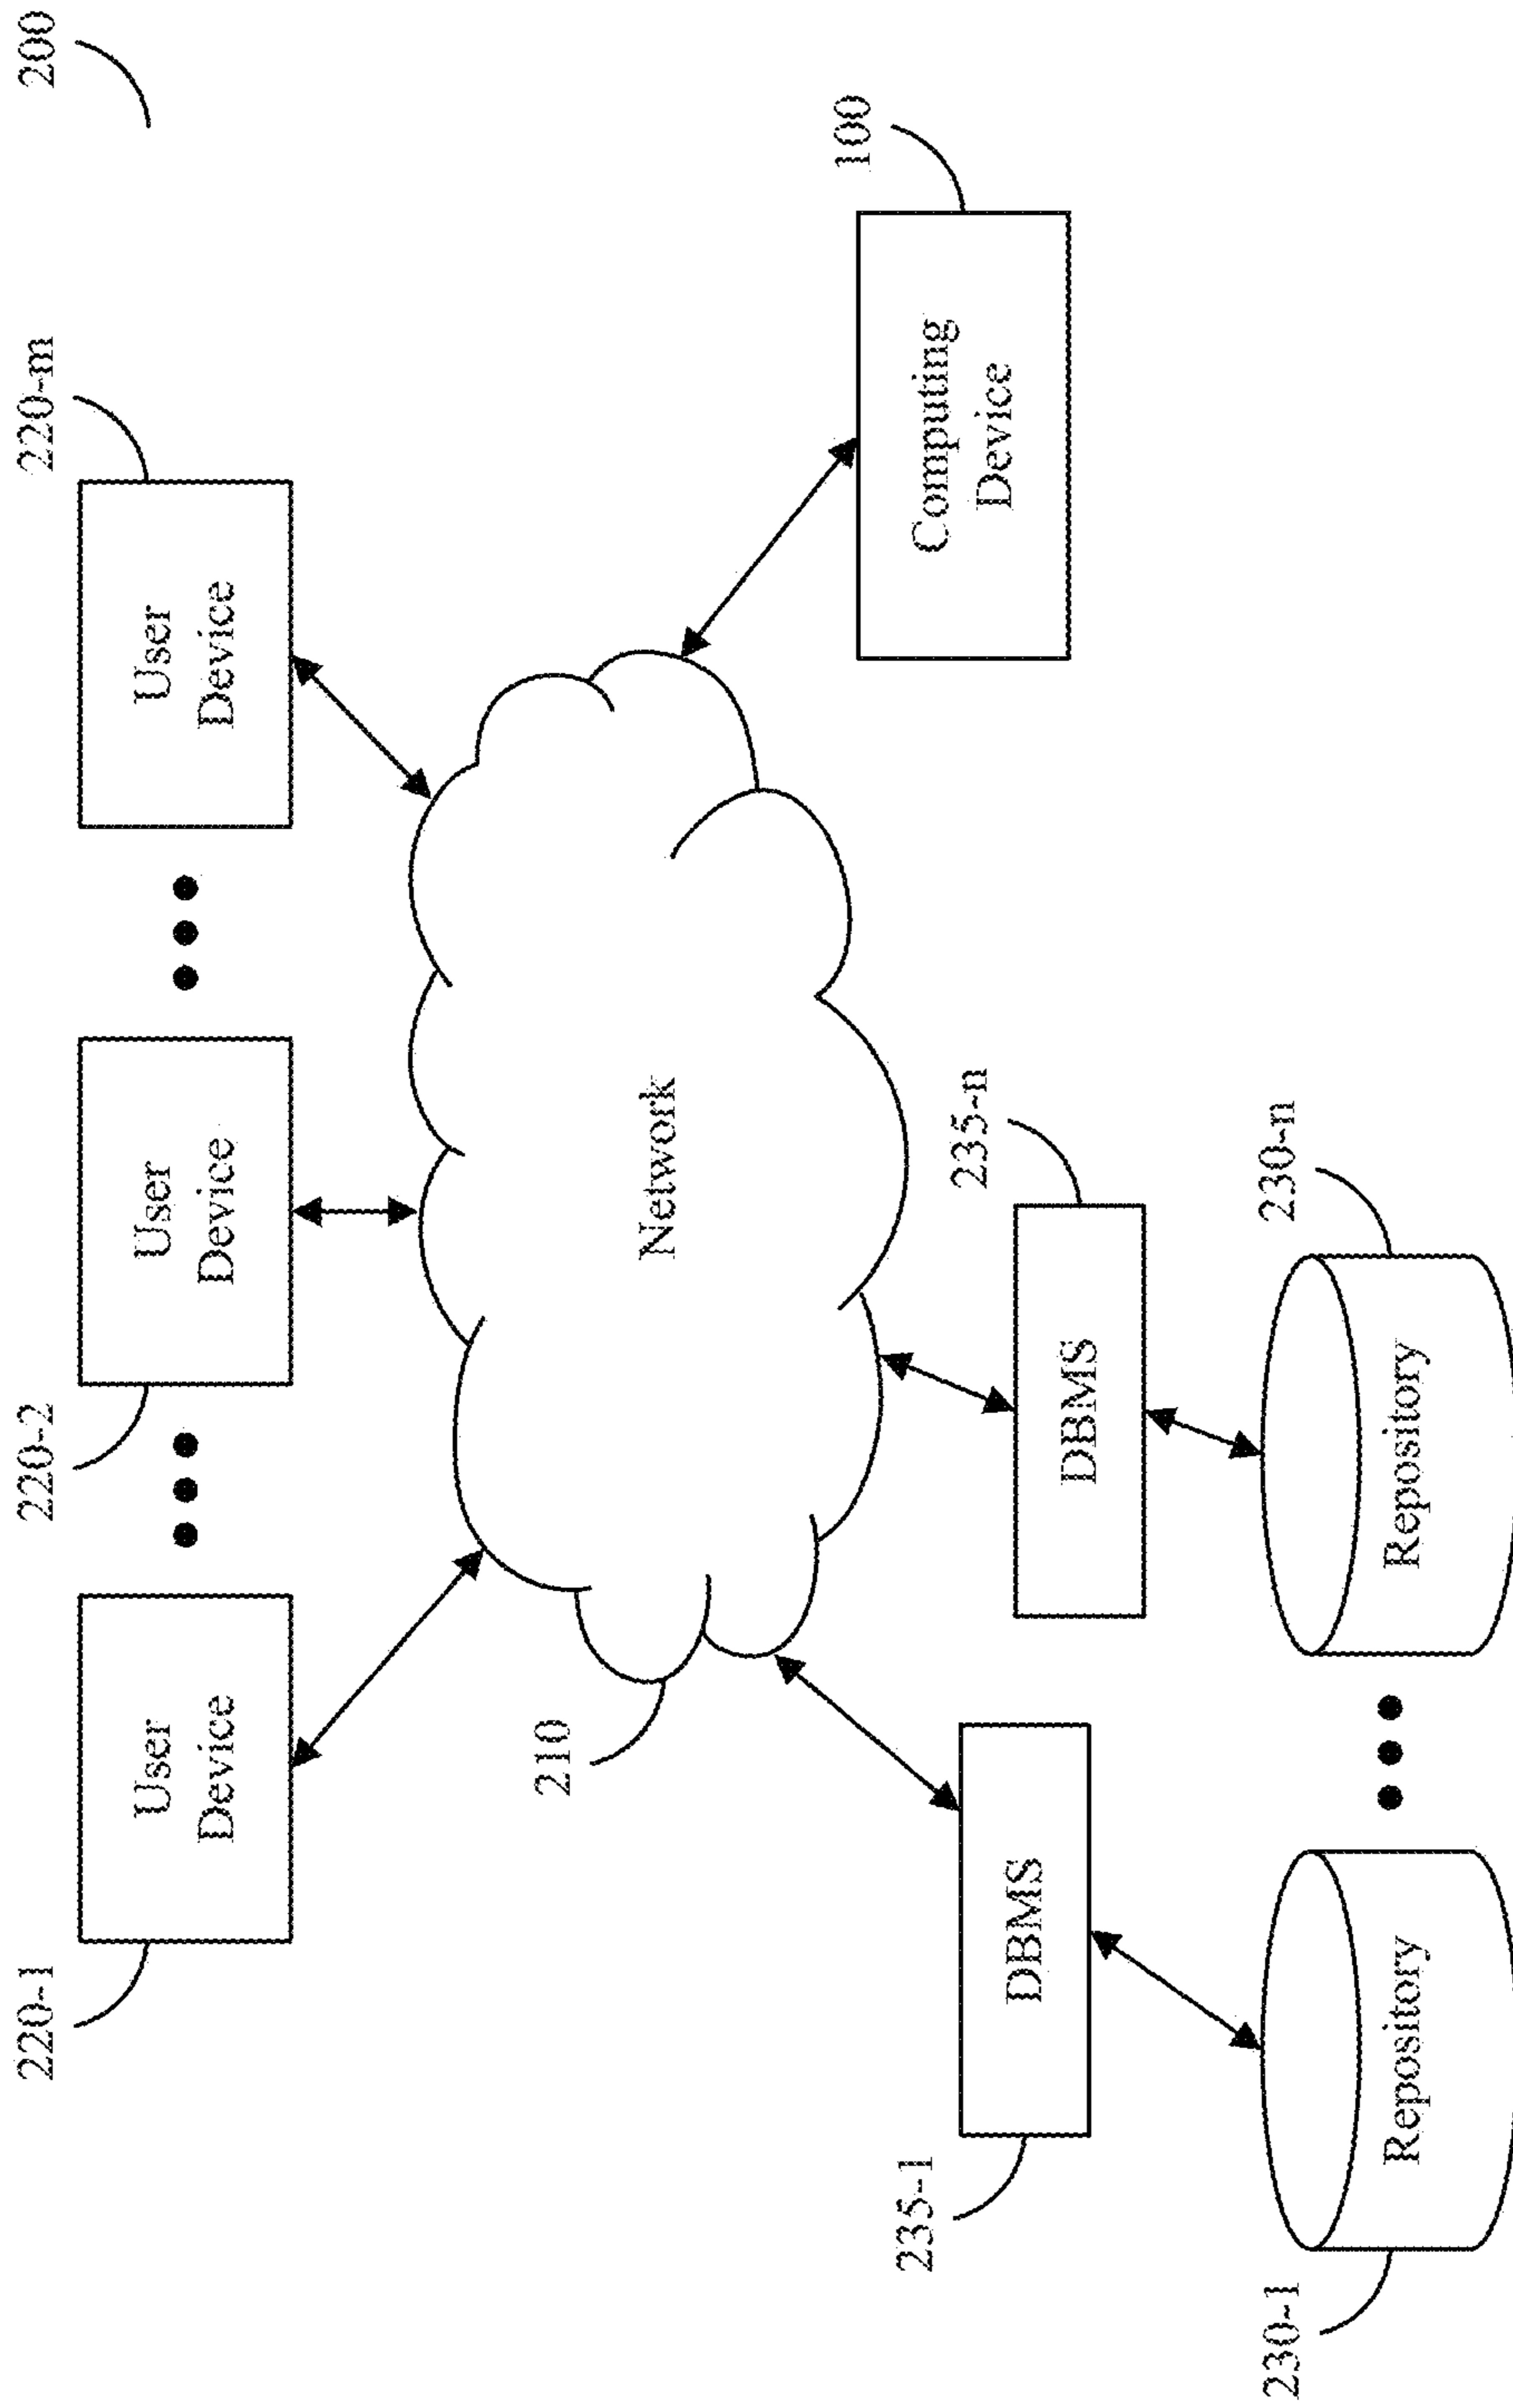 200
220-1
220-2
220-m
User
Device
User
Device
User
Device
210
Network
100
Computing
Device
235-1
DBMS
235-n
DBMS
230-1
Repository
230-n
Repository